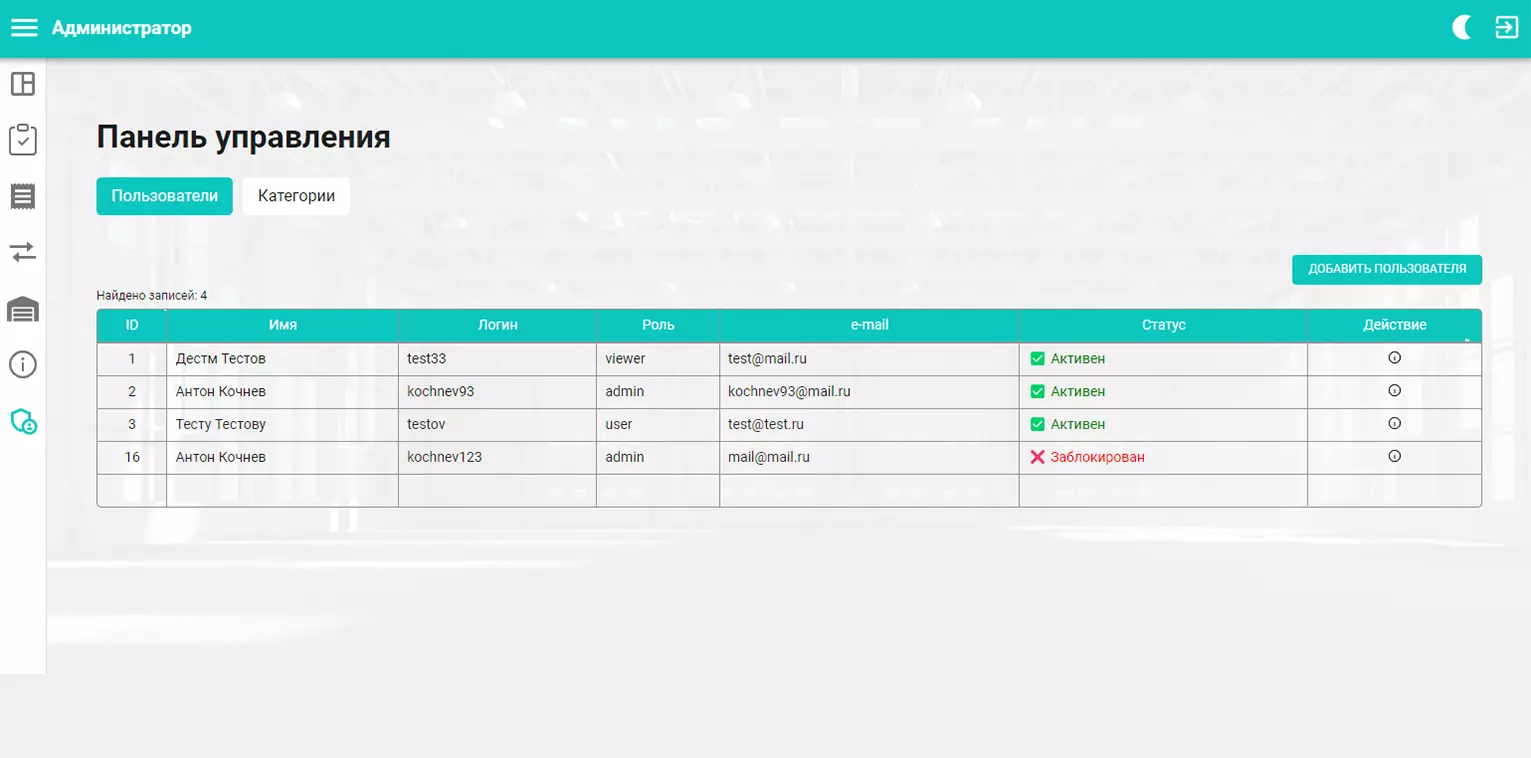 Администратор
Панель управления
Пользователи Категории
ДОБАВИТЬ ПОЛЬЗОВАТЕЛЯ
Найдено записей: 4
ID Имя Логин Роль e-mail Статус Действие
1 Дестм Тестов test33 viewer test@mail.ru Активен
2 Антон Кочнев kochnev93 admin kochnev93@mail.ru Активен
3 Тесту Тестову testov user test@test.ru Активен
16 Антон Кочнев kochnev123 admin mail@mail.ru Заблокирован